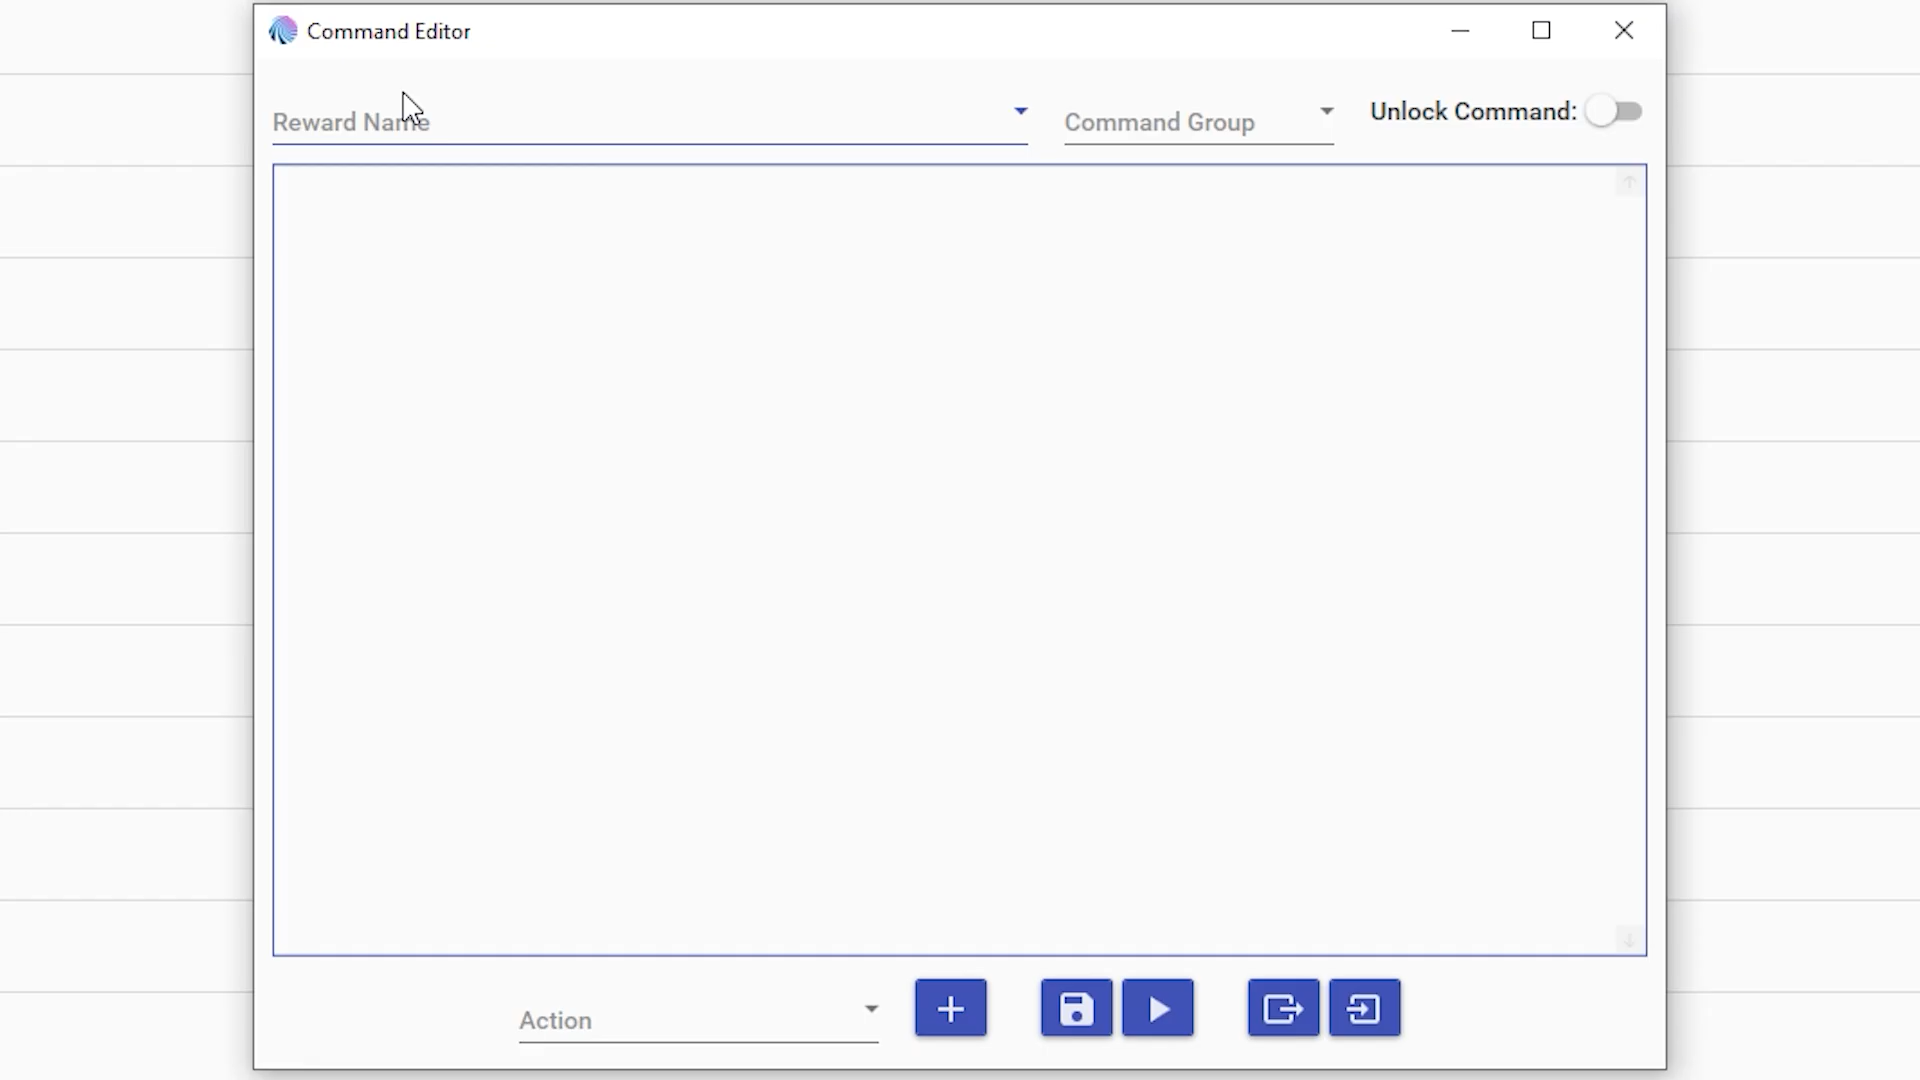 Command Editor
Reward Name
Command Group
Unlock Command:
Action